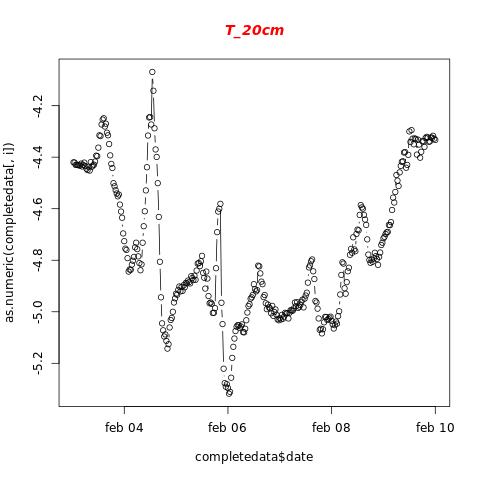 T_20cm
as.numeric(completedata[, i])
-4.2
-4.4
-4.6
-4.8
-5.0
-5.2
feb 04
feb 06
feb 08
feb 10
completedata$date